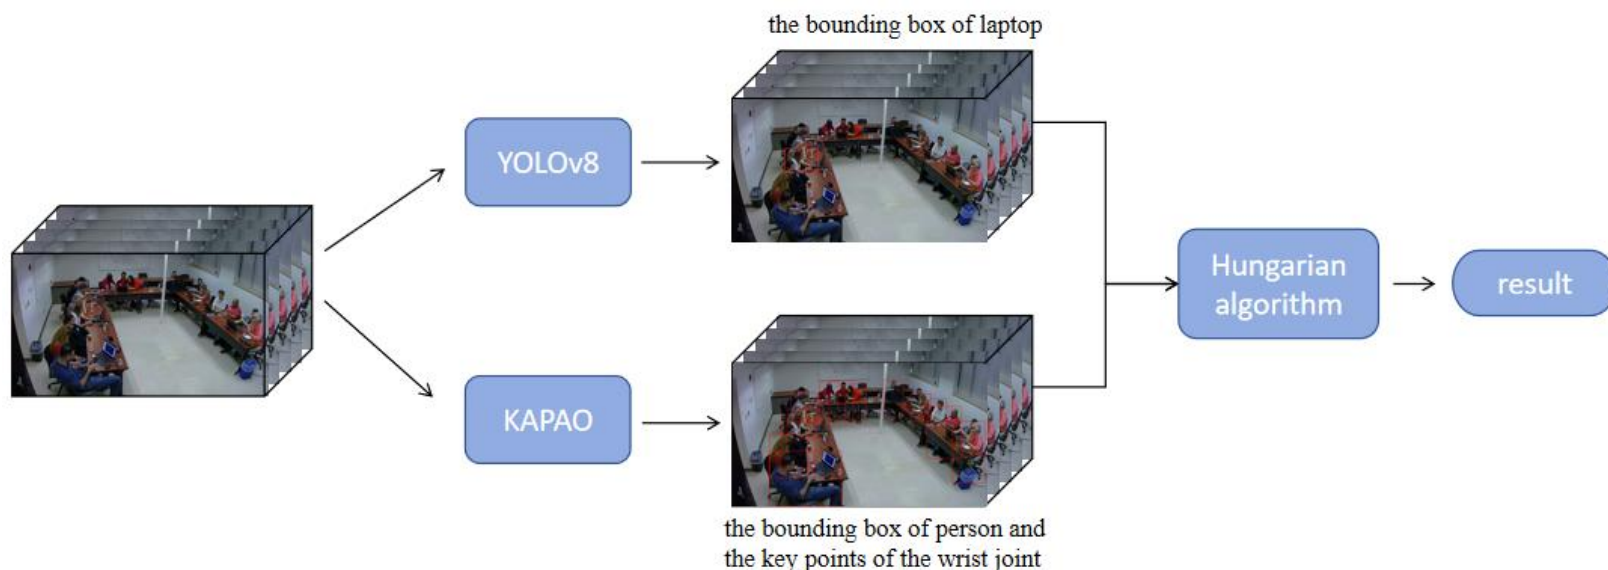 the bounding box of laptop
YOLOv8
KAPAO
the bounding box of person and
the key points of the wrist joint
Hungarian
algorithm
result